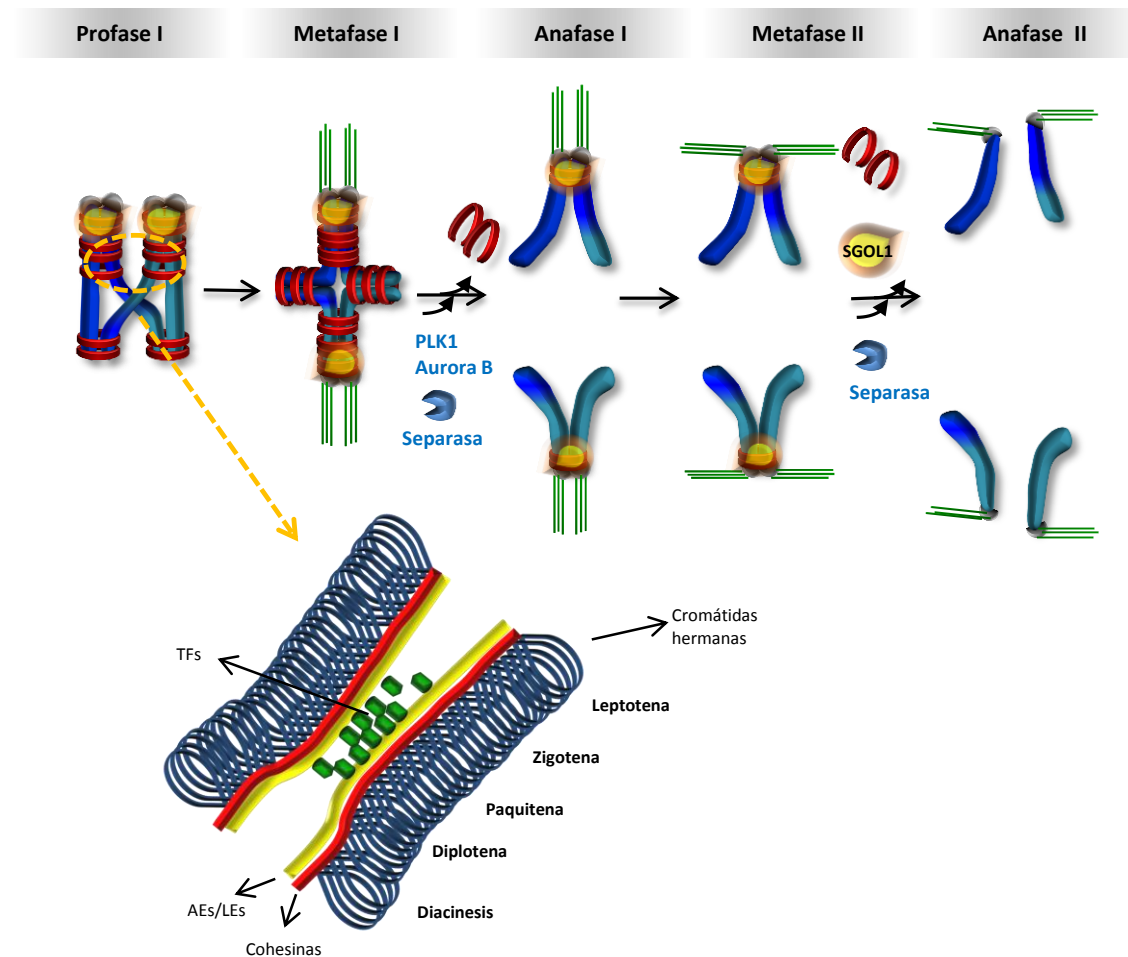 Profase I
Metafase I
Anafase I
Metafase II
Anafase II
SGOL1
PLK1
Aurora B
Separasa
Separasa
Cromátidas
hermanas
TFs
Leptotena
Zigotena
Paquitena
Diplotena
Diacinesis
AEs/LEs
Cohesinas